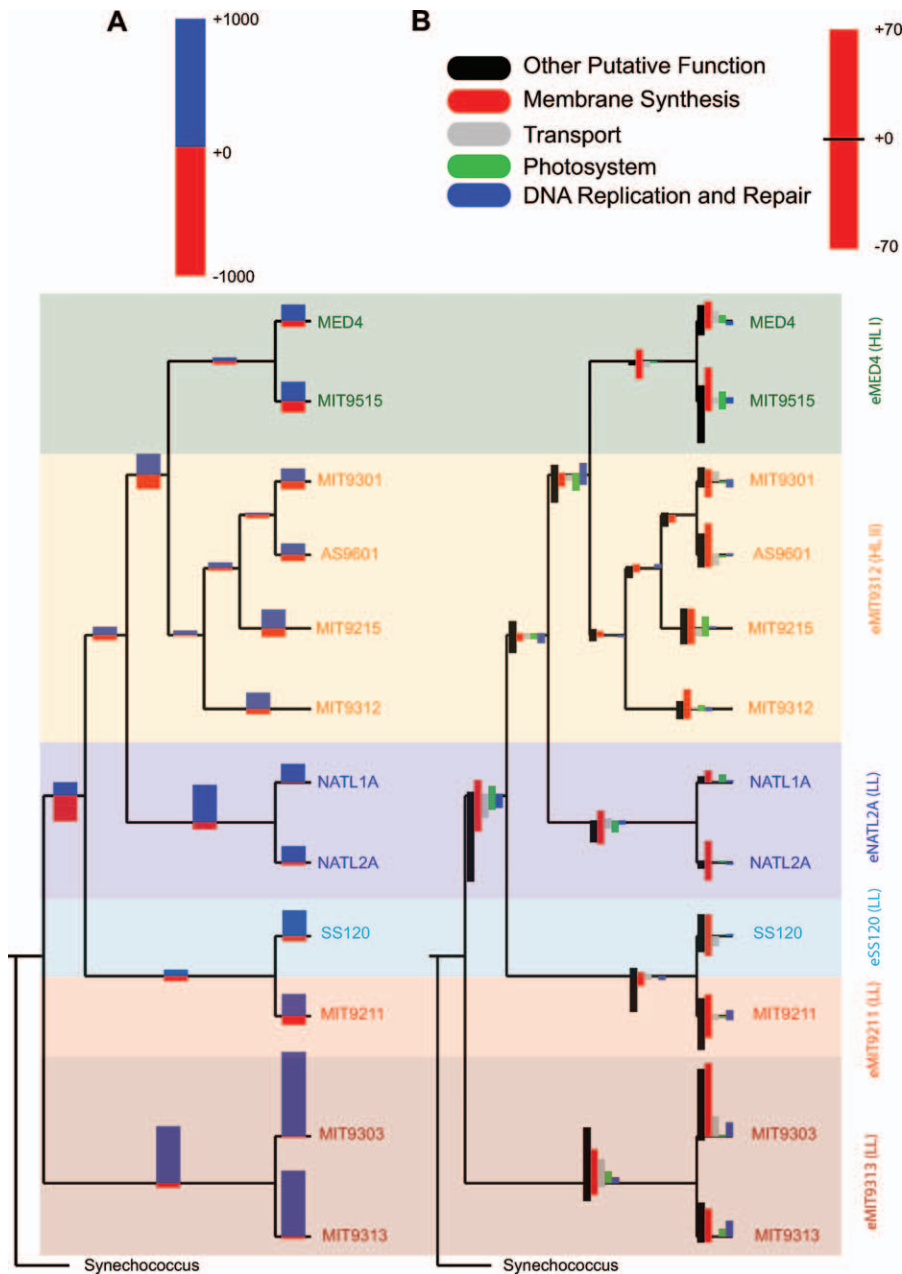 A
+1000
+0
-1000
B
Other Putative Function
Membrane Synthesis
Transport
Photosystem
DNA Replication and Repair
+70
+0
-70
MED4
MIT9515
MIT9301
AS9601
MIT9215
MIT9312
NATL1A
NATL2A
SS120
MIT9211
MIT9303
MIT9313
Synechococcus
MED4
MIT9515
MIT9301
AS9601
MIT9215
MIT9312
NATL1A
NATL2A
SS120
MIT9211
MIT9303
MIT9313
Synechococcus
eMED4 (HL I)
eMIT9312 (HL II)
eNATL2A (LL)
eSS120 (LL)
eMIT9211 (LL)
eMIT9313 (LL)